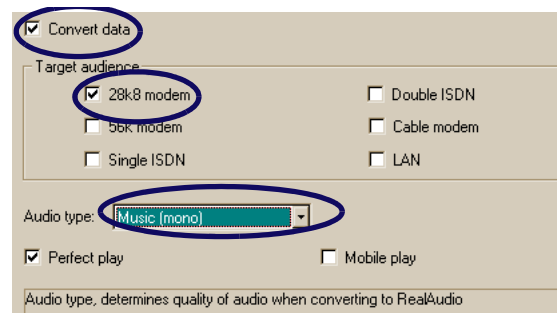 Convert data
Target audience
28k8 modem Double ISDN
56k modem Cable modem
Single ISDN LAN
Audio type: Music (mono)
Perfect play Mobile play
Audio type, determines quality of audio when converting to RealAudio